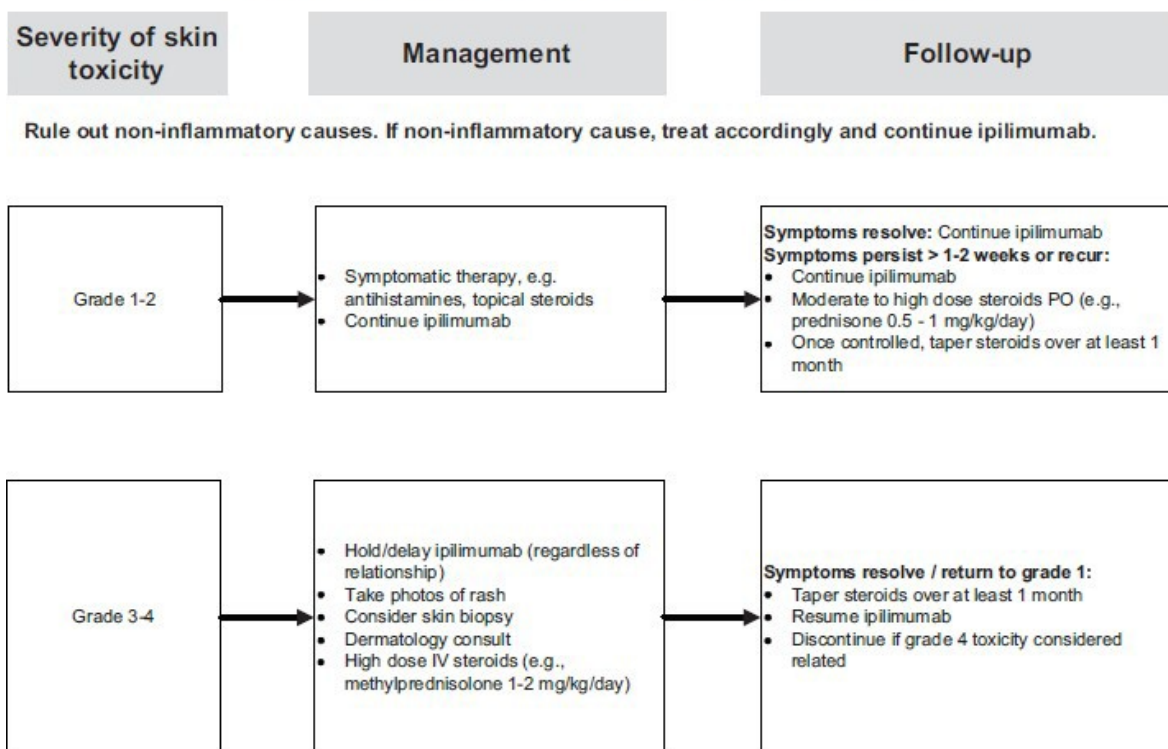 Severity of skin
toxicity
Management
Follow-up
Rule out non-inflammatory causes. If non-inflammatory cause, treat accordingly and continue ipilimumab.
Grade 1-2
• Symptomatic therapy, e.g.
antihistamines, topical steroids
• Continue ipilimumab
Symptoms resolve: Continue ipilimumab
Symptoms persist > 1-2 weeks or recur:
• Continue ipilimumab
• Moderate to high dose steroids PO (e.g.,
prednisone 0.5 - 1 mg/kg/day)
• Once controlled, taper steroids over at least 1
month
Grade 3-4
• Hold/delay ipilimumab (regardless of
relationship)
• Take photos of rash
• Consider skin biopsy
• Dermatology consult
• High dose IV steroids (e.g.,
methylprednisolone 1-2 mg/kg/day)
Symptoms resolve / return to grade 1:
• Taper steroids over at least 1 month
• Resume ipilimumab
• Discontinue if grade 4 toxicity considered
related